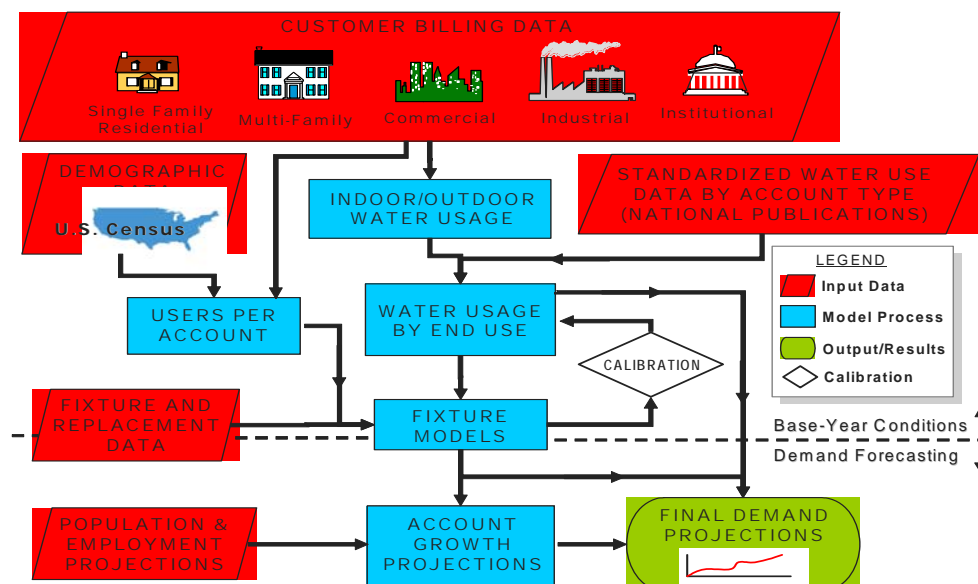 CUSTOMER BILLING DATA
Single Family
Residential
Multi-Family
Commercial
Industrial
Institutional
DEMOGRAPHIC
U.S. Census
INDOOR/OUTDOOR
WATER USAGE
STANDARDIZED WATER USE
DATA BY ACCOUNT TYPE
(NATIONAL PUBLICATIONS)
LEGEND
Input Data
Model Process
Output/Results
Calibration
USERS PER
ACCOUNT
WATER USAGE
BY END USE
CALIBRATION
FIXTURE AND
REPLACEMENT
DATA
FIXTURE
MODELS
Base-Year Conditions
Demand Forecasting
POPULATION &
EMPLOYMENT
PROJECTIONS
ACCOUNT
GROWTH
PROJECTIONS
FINAL DEMAND
PROJECTIONS